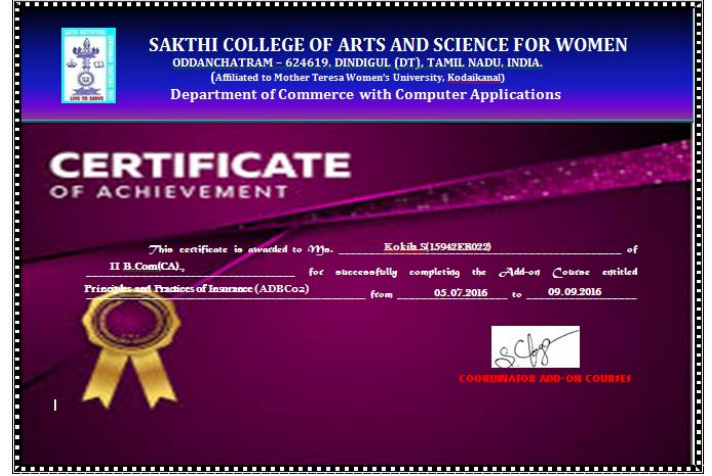 SAKTHI COLLEGE OF ARTS AND SCIENCE FOR WOMEN
ODDANCHATRAM – 624619, DINDIGUL (DT), TAMIL NADU, INDIA.
(Affiliated to Mother Teresa Women's University, Kodaikanal)
Department of Commerce with Computer Applications
LIVE TO SERVE
CERTIFICATE
OF ACHIEVEMENT
This certificate is awarded to Ms. Kokila S(15942ER022) of
II B.Com(CA)., for successfully completing the Add-on Course entitled
Principles and Practices of Insurance (ADBC02) from 05.07.2016 to 09.09.2016
COORDINATOR ADD-ON COURSES